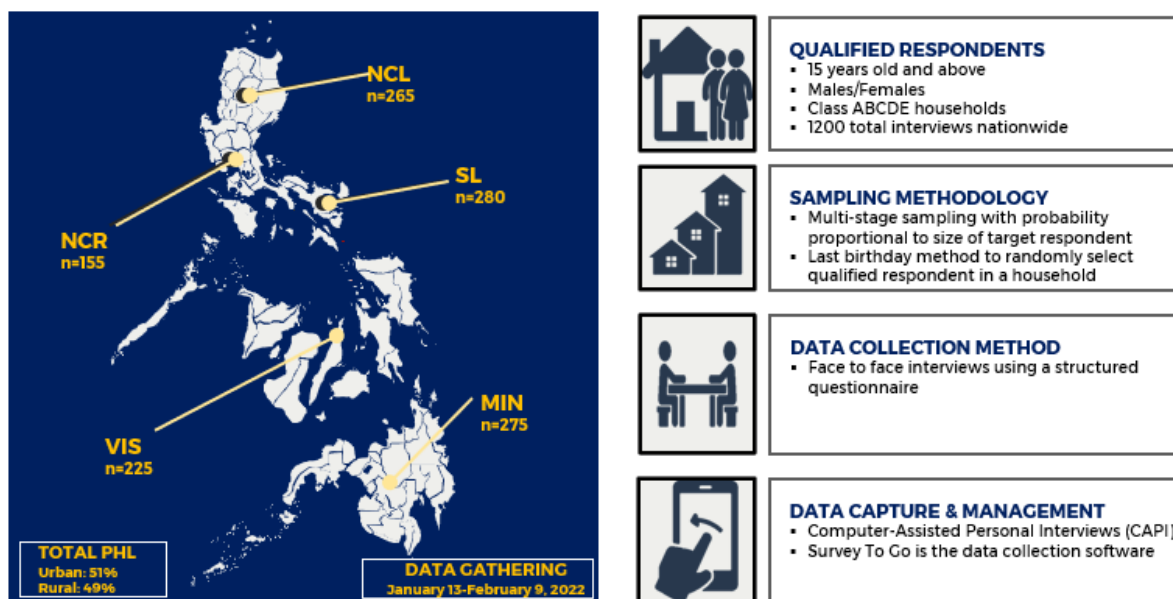 NCL
n=265
SL
n=280
NCR
n=155
MIN
n=275
VIS
n=225
TOTAL PHL
Urban: 51%
Rural: 49%
DATA GATHERING
January 13-February 9, 2022
QUALIFIED RESPONDENTS
▪ 15 years old and above
▪ Males/Females
▪ Class ABCDE households
▪ 1200 total interviews nationwide
SAMPLING METHODOLOGY
▪ Multi-stage sampling with probability
proportional to size of target respondent
▪ Last birthday method to randomly select
qualified respondent in a household
DATA COLLECTION METHOD
▪ Face to face interviews using a structured
questionnaire
DATA CAPTURE & MANAGEMENT
▪ Computer-Assisted Personal Interviews (CAPI)
▪ Survey To Go is the data collection software